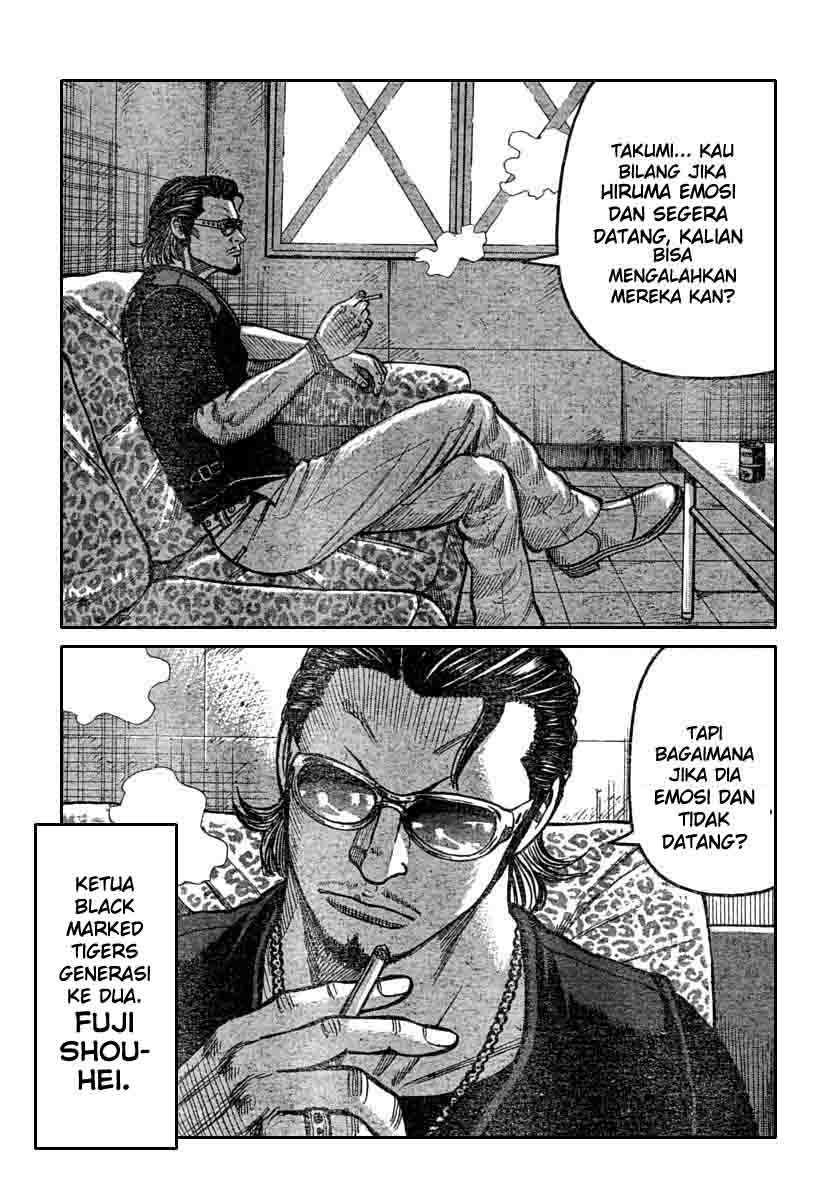 TAKUMI... KAU
BILANG JIKA
HIRUMA EMOSI
DAN SEGERA
DATANG, KALIAN
BISA
MENGALAHKAN
MEREKA KAN?
TAPI
BAGAIMANA
JIKA DIA
EMOSI DAN
TIDAK
DATANG?
KETUA
BLACK
MARKED
TIGERS
GENERASI
KE DUA.
FUJI
SHOU-
HEI.